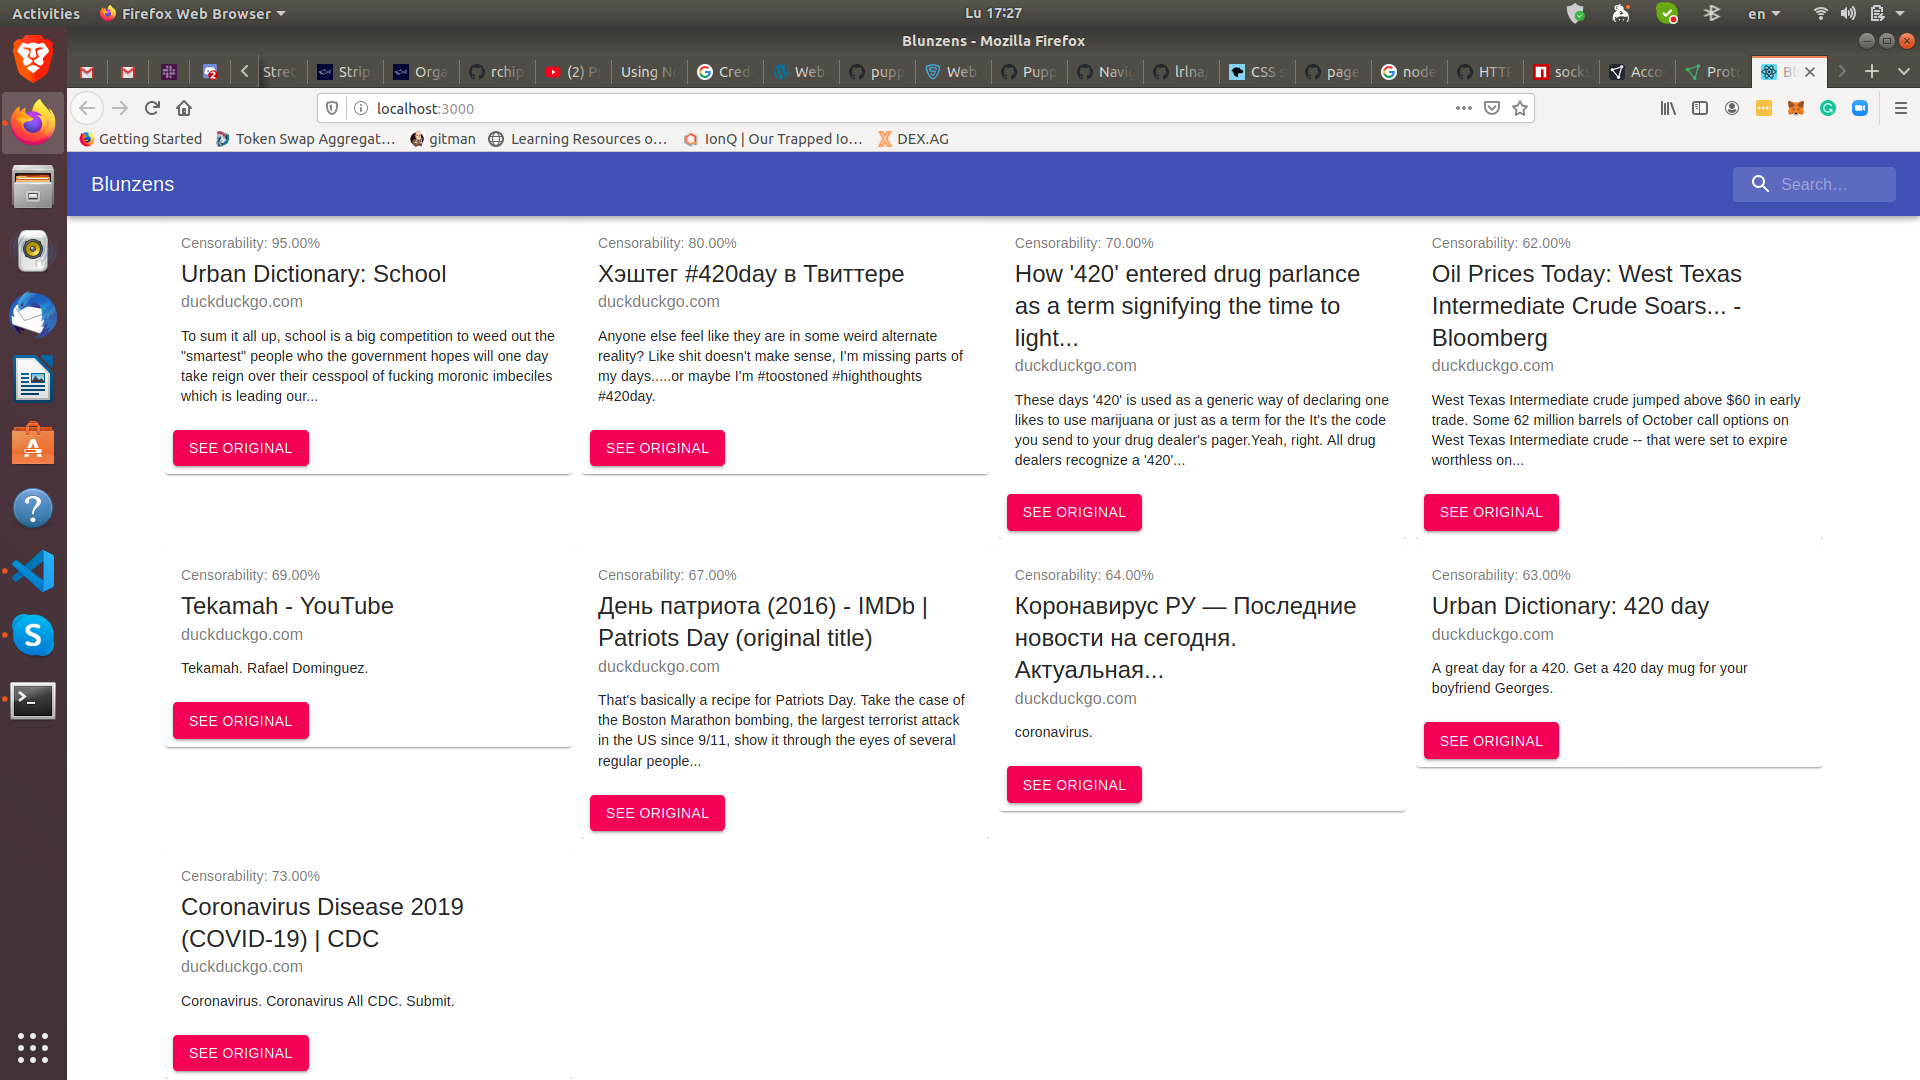 Activities
Firefox Web Browser
Lu 17:27
en
Blunzens - Mozilla Firefox
Stret
Strip
Orga
rchip
(2) P
Using No
Cred
Web
pupp
Web
Pupp
Navig
lrlna
CSS s
page
node
HTTP
socks
Acco
Proto
Bl
localhost:3000
Getting Started
Token Swap Aggregat…
gitman
Learning Resources o…
IonQ | Our Trapped Io…
DEX.AG
Blunzens
Search…
Censorability: 95.00%
Urban Dictionary: School
duckduckgo.com
To sum it all up, school is a big competition to weed out the
"smartest" people who the government hopes will one day
take reign over their cesspool of fucking moronic imbeciles
which is leading our...
SEE ORIGINAL
Censorability: 80.00%
Хэштег #420day в Твиттере
duckduckgo.com
Anyone else feel like they are in some weird alternate
reality? Like shit doesn't make sense, I'm missing parts of
my days.....or maybe I'm #toostoned #highthoughts
#420day.
SEE ORIGINAL
Censorability: 70.00%
How '420' entered drug parlance
as a term signifying the time to
light...
duckduckgo.com
These days '420' is used as a generic way of declaring one
likes to use marijuana or just as a term for the It's the code
you send to your drug dealer's pager.Yeah, right. All drug
dealers recognize a '420'...
SEE ORIGINAL
Censorability: 62.00%
Oil Prices Today: West Texas
Intermediate Crude Soars... -
Bloomberg
duckduckgo.com
West Texas Intermediate crude jumped above $60 in early
trade. Some 62 million barrels of October call options on
West Texas Intermediate crude -- that were set to expire
worthless on...
SEE ORIGINAL
Censorability: 69.00%
Tekamah - YouTube
duckduckgo.com
Tekamah. Rafael Dominguez.
SEE ORIGINAL
Censorability: 67.00%
День патриота (2016) - IMDb |
Patriots Day (original title)
duckduckgo.com
That's basically a recipe for Patriots Day. Take the case of
the Boston Marathon bombing, the largest terrorist attack
in the US since 9/11, show it through the eyes of several
regular people...
SEE ORIGINAL
Censorability: 64.00%
Коронавирус РУ — Последние
новости на сегодня.
Актуальная...
duckduckgo.com
coronavirus.
SEE ORIGINAL
Censorability: 63.00%
Urban Dictionary: 420 day
duckduckgo.com
A great day for a 420. Get a 420 day mug for your
boyfriend Georges.
SEE ORIGINAL
Censorability: 73.00%
Coronavirus Disease 2019
(COVID-19) | CDC
duckduckgo.com
Coronavirus. Coronavirus All CDC. Submit.
SEE ORIGINAL